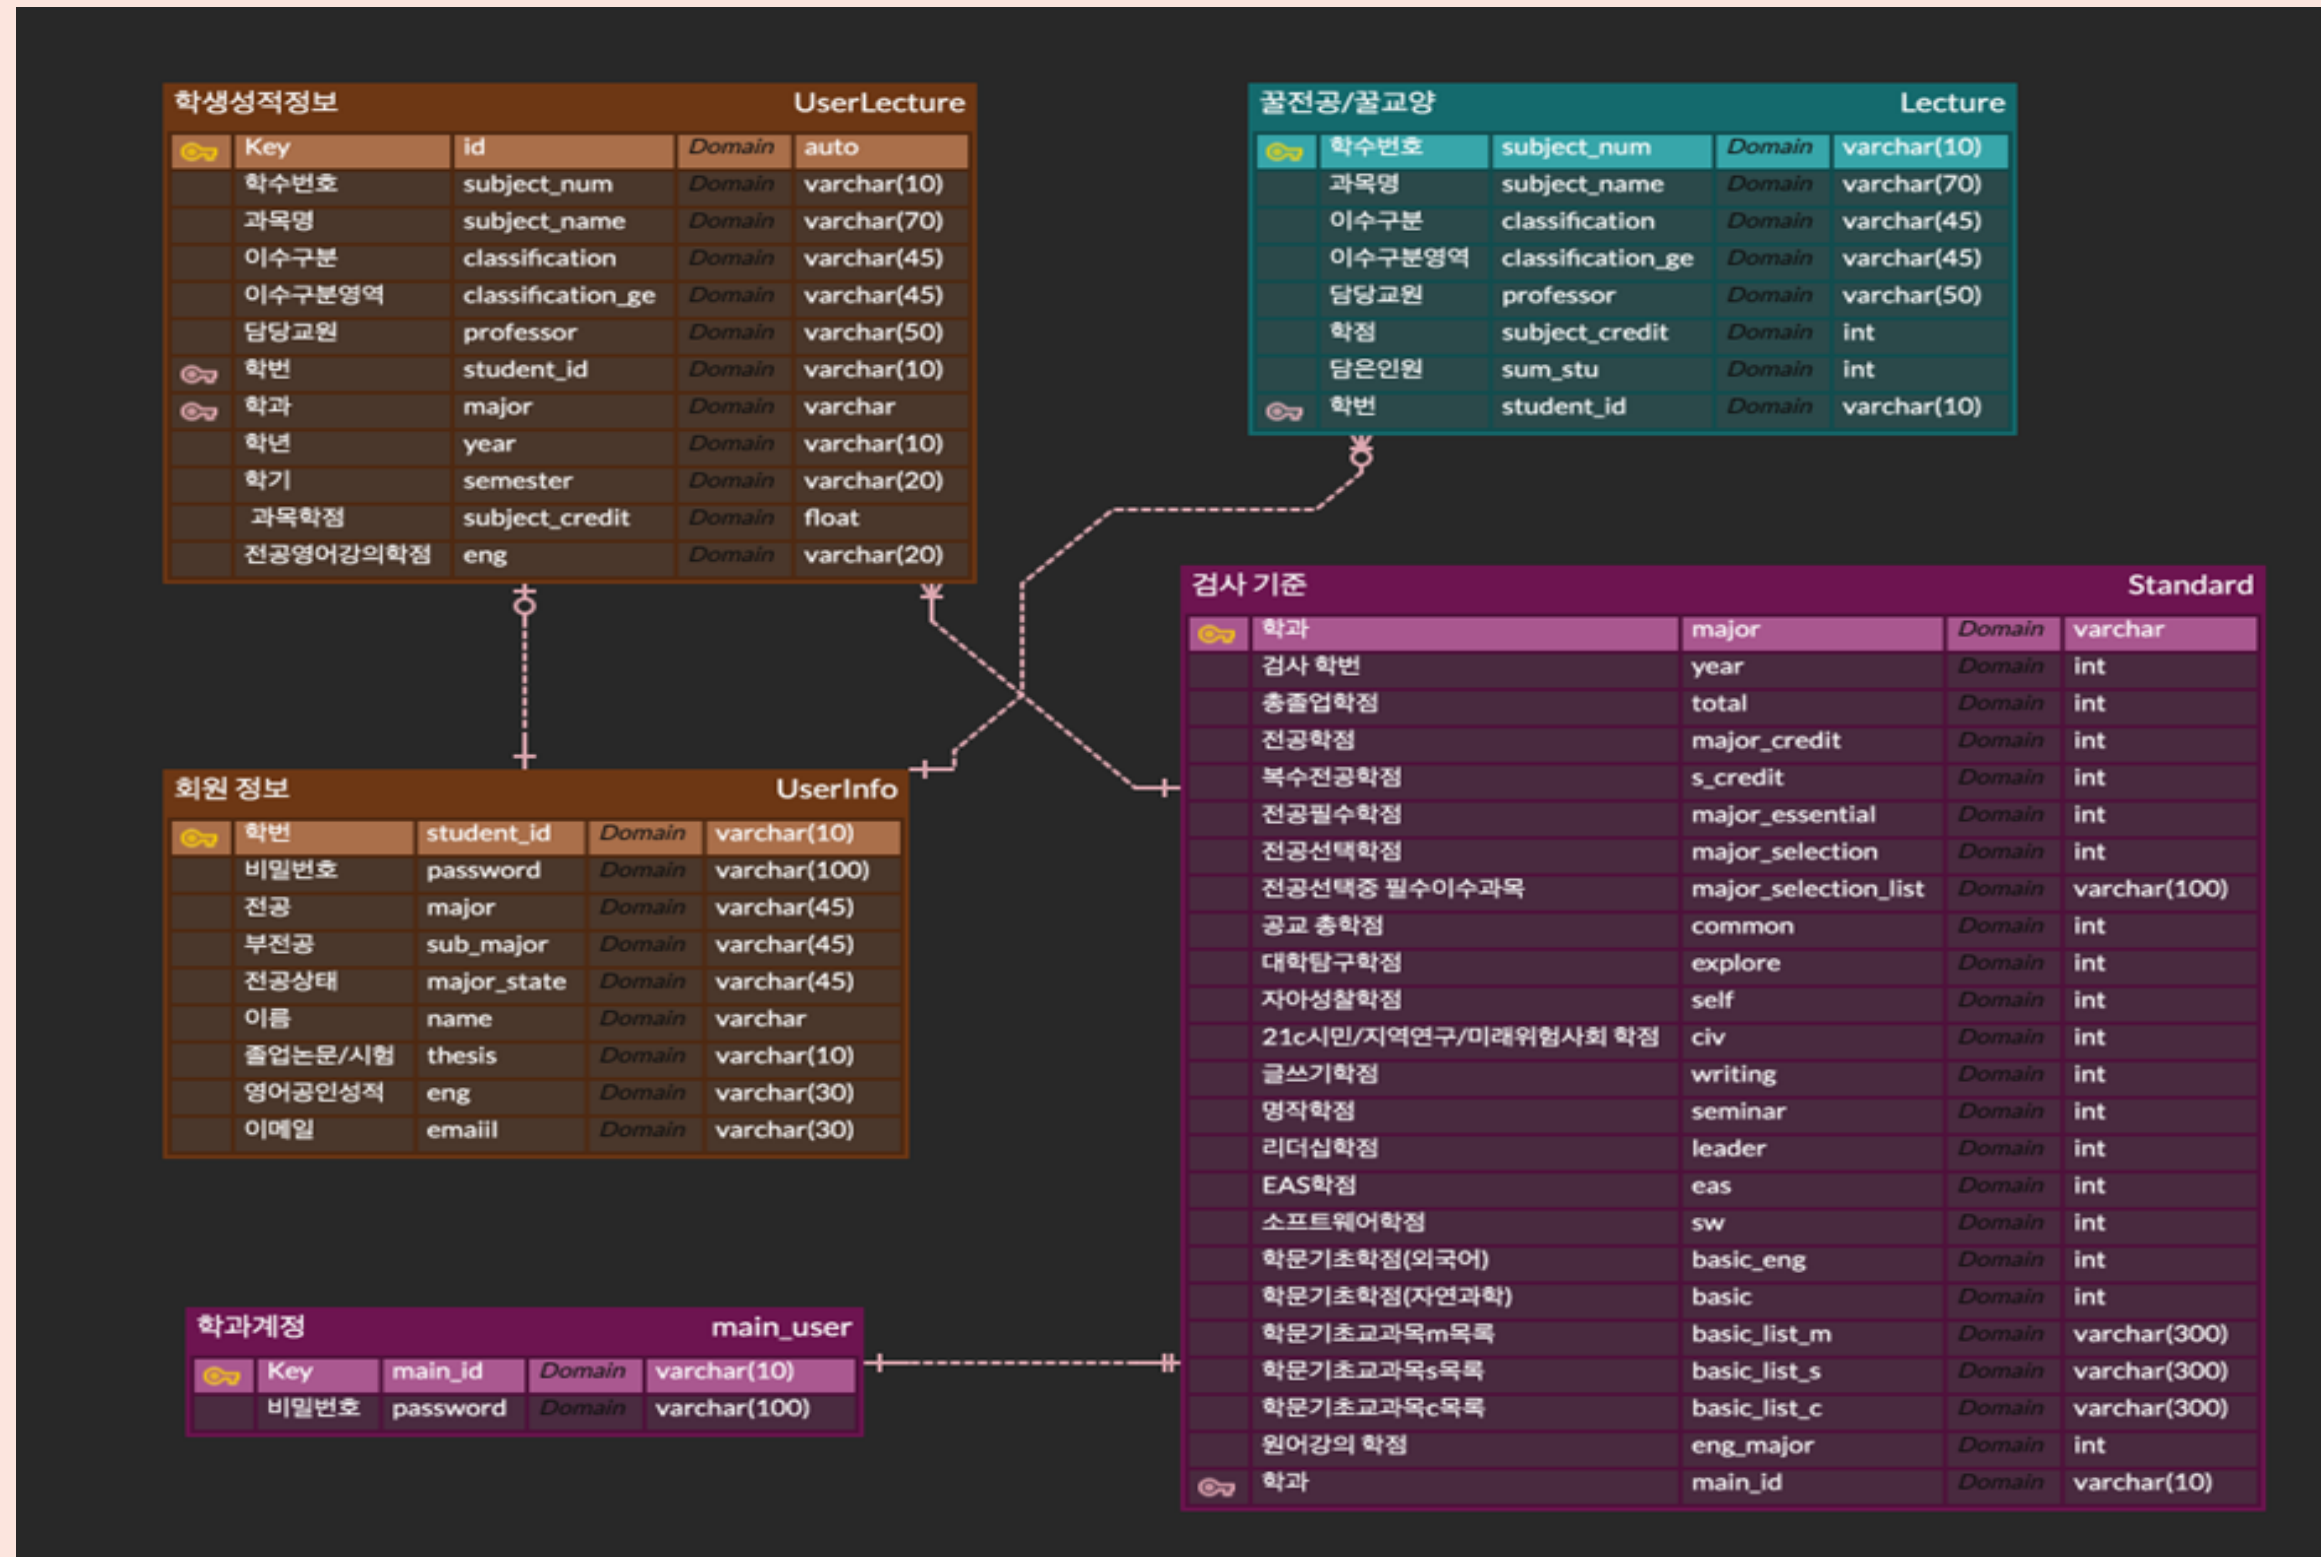 학생성적정보 UserLecture
Key id Domain auto
학수번호 subject_num Domain varchar(10)
과목명 subject_name Domain varchar(70)
이수구분 classification Domain varchar(45)
이수구분영역 classification_ge Domain varchar(45)
담당교원 professor Domain varchar(50)
학번 student_id Domain varchar(10)
학과 major Domain varchar
학년 year Domain varchar(10)
학기 semester Domain varchar(20)
과목학점 subject_credit Domain float
전공영어강의학점 eng Domain varchar(20)
꿀전공/꿀교양 Lecture
학수번호 subject_num Domain varchar(10)
과목명 subject_name Domain varchar(70)
이수구분 classification Domain varchar(45)
이수구분영역 classification_ge Domain varchar(45)
담당교원 professor Domain varchar(50)
학점 subject_credit Domain int
담은인원 sum_stu Domain int
학번 student_id Domain varchar(10)
회원 정보 UserInfo
학번 student_id Domain varchar(10)
비밀번호 password Domain varchar(100)
전공 major Domain varchar(45)
부전공 sub_major Domain varchar(45)
전공상태 major_state Domain varchar(45)
이름 name Domain varchar
졸업논문/시험 thesis Domain varchar(10)
영어공인성적 eng Domain varchar(30)
이메일 emaiil Domain varchar(30)
검사 기준 Standard
학과 major Domain varchar
검사 학번 year Domain int
총졸업학점 total Domain int
전공학점 major_credit Domain int
복수전공학점 s_credit Domain int
전공필수학점 major_essential Domain int
전공선택학점 major_selection Domain int
전공선택중 필수이수과목 major_selection_list Domain varchar(100)
공교 총학점 common Domain int
대학탐구학점 explore Domain int
자아성찰학점 self Domain int
21c시민/지역연구/미래위험사회 학점 civ Domain int
글쓰기학점 writing Domain int
명작학점 seminar Domain int
리더십학점 leader Domain int
EAS학점 eas Domain int
소프트웨어학점 sw Domain int
학문기초학점(외국어) basic_eng Domain int
학문기초학점(자연과학) basic Domain int
학문기초교과목m목록 basic_list_m Domain varchar(300)
학문기초교과목s목록 basic_list_s Domain varchar(300)
학문기초교과목c목록 basic_list_c Domain varchar(300)
원어강의 학점 eng_major Domain int
학과 main_id Domain varchar(10)
학과계정 main_user
Key main_id Domain varchar(10)
비밀번호 password Domain varchar(100)